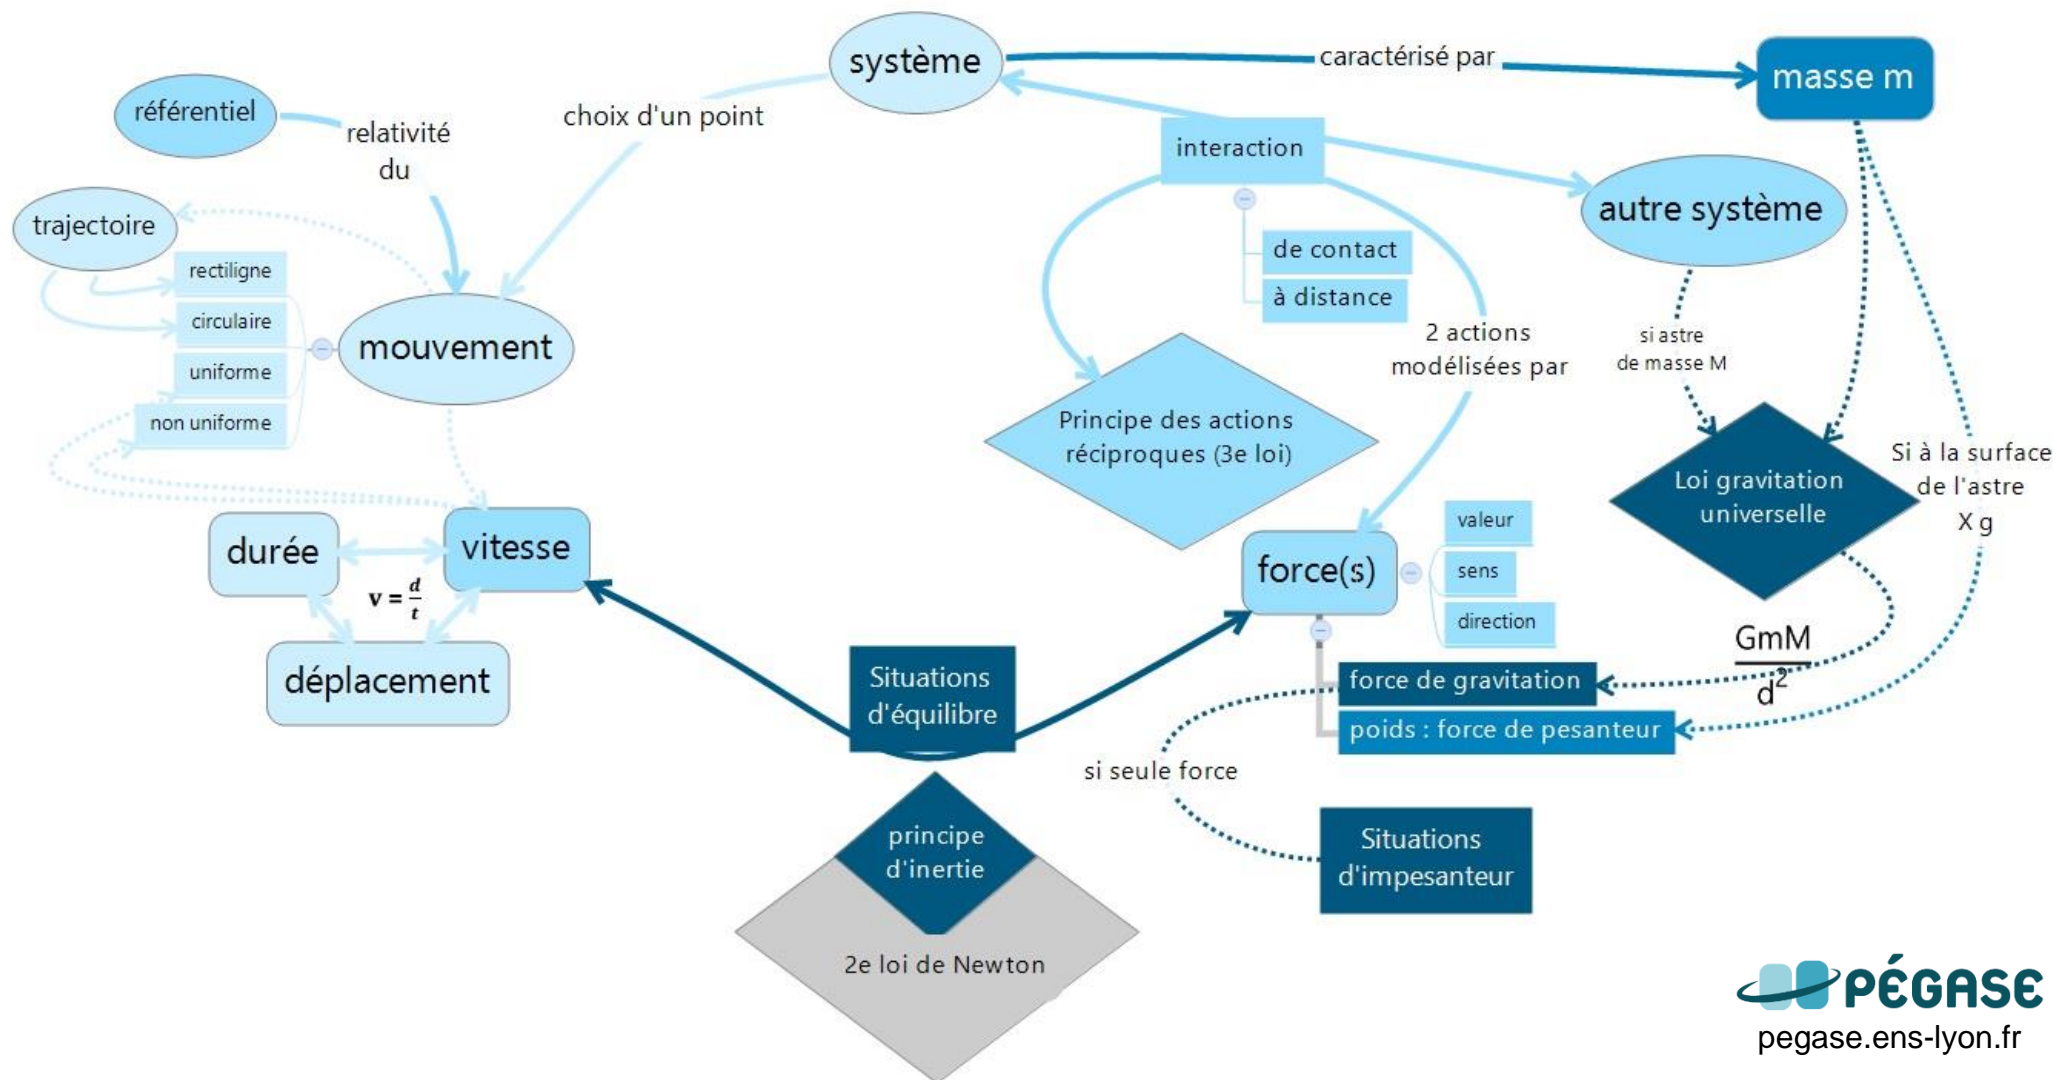 système
caractérisé par
masse m
référentiel
relativité
du
choix d'un point
interaction
de contact
à distance
autre système
trajectoire
rectiligne
circulaire
uniforme
non uniforme
mouvement
2 actions
modélisées par
si astre
de masse M
Principe des actions
réciproques (3e loi)
Loi gravitation
universelle
Si à la surface
de l'astre
X g
durée
vitesse
v = d/t
déplacement
force(s)
valeur
sens
direction
GmM
d²
force de gravitation
poids : force de pesanteur
Situations
d'équilibre
si seule force
principe
d'inertie
Situations
d'impesanteur
2e loi de Newton
PÉGASE
pegase.ens-lyon.fr